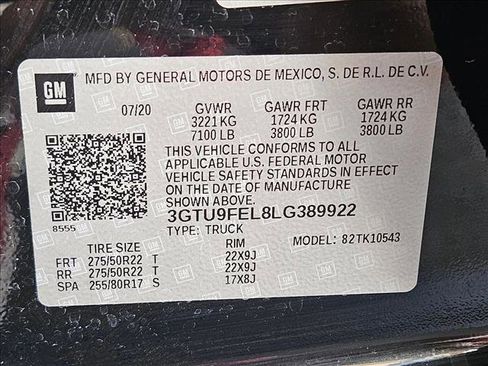 GM
MFD BY GENERAL MOTORS DE MEXICO, S. DE R.L. DE C.V.
07/20 GVWR GAWR FRT GAWR RR
3221 KG 1724 KG 1724 KG
7100 LB 3800 LB 3800 LB
THIS VEHICLE CONFORMS TO ALL
APPLICABLE U.S. FEDERAL MOTOR
VEHICLE SAFETY STANDARDS IN EFFECT
ON THE DATE OF MANUFACTURE
SHOWN ABOVE.
3GTU9FEL8LG389922
8555 TYPE: TRUCK MODEL: 82TK10543
TIRE SIZE RIM
FRT 275/50R22 T 22X9J
RR 275/50R22 T 22X9J
SPA 255/80R17 S 17X8J